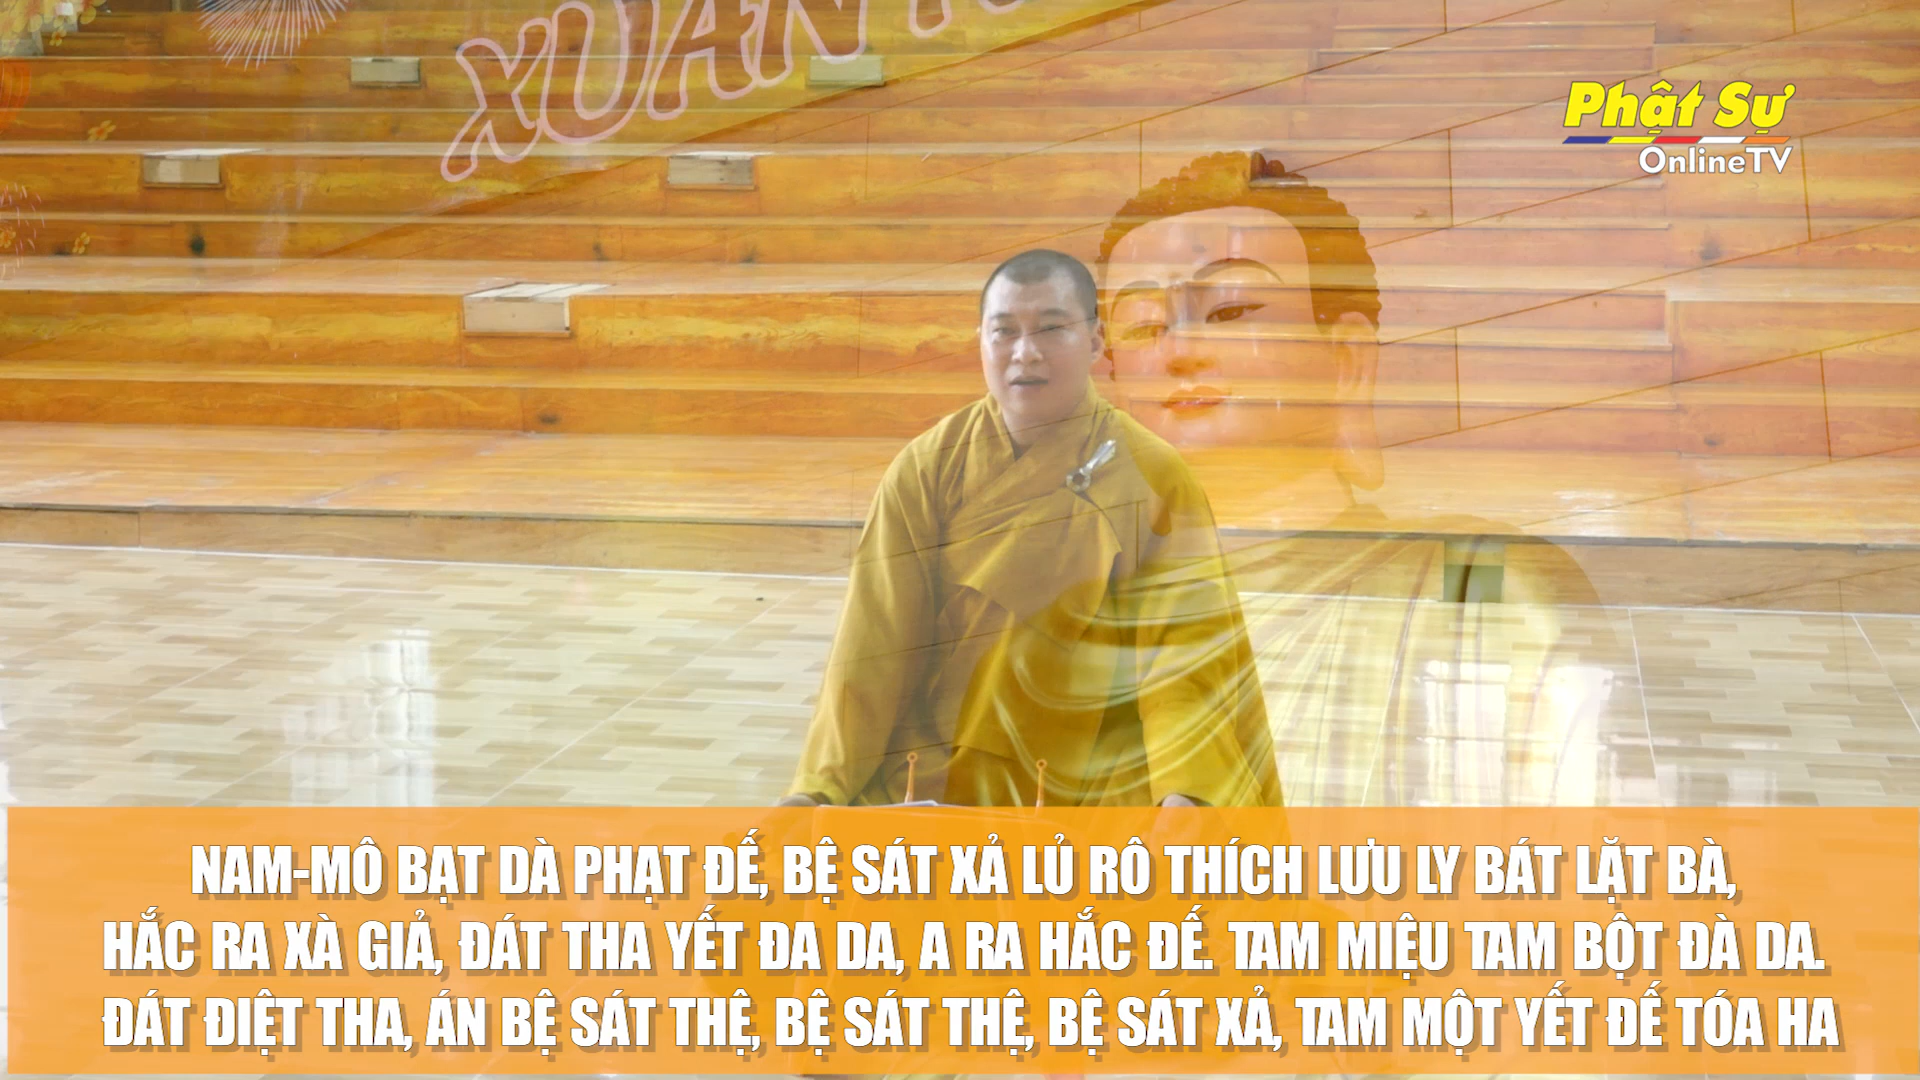 XUÂN
Phật Sự
OnlineTV
NAM-MÔ BẠT DÀ PHẠT ĐẾ, BỆ SÁT XẢ LỦ RÔ THÍCH LƯU LY BÁT LẶT BÀ,
HẮC RA XÀ GIẢ, ĐÁT THA YẾT ĐA DA, A RA HẮC ĐẾ. TAM MIỆU TAM BỘT ĐÀ DA.
ĐÁT ĐIỆT THA, ÁN BỆ SÁT THỆ, BỆ SÁT THỆ, BỆ SÁT XẢ, TAM MỘT YẾT ĐẾ TÓA HA